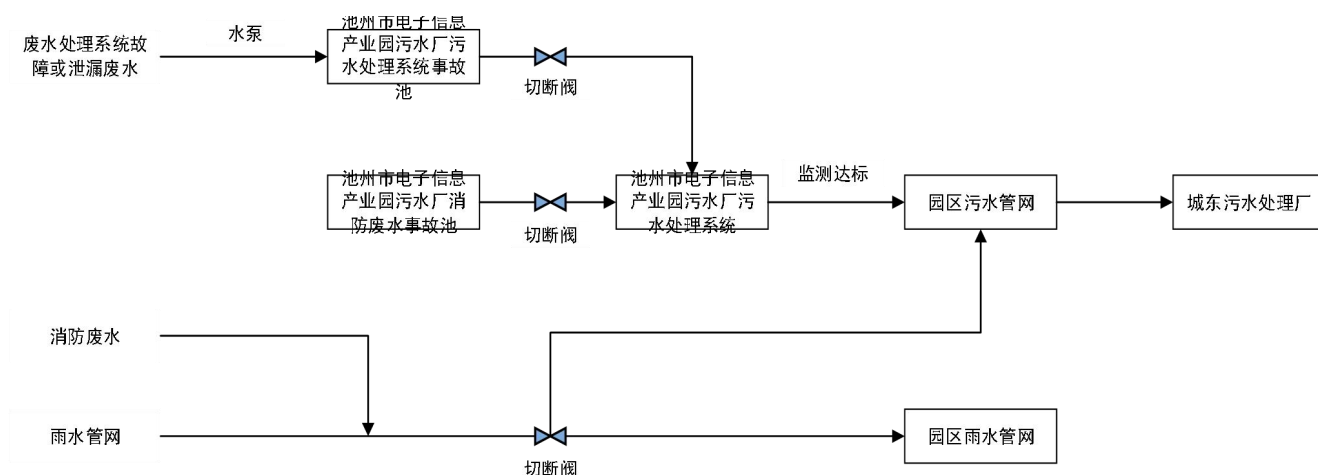 废水处理系统故
障或泄漏废水
水泵
池州市电子信息
产业园污水厂污
水处理系统事故
池
切断阀
池州市电子信息
产业园污水厂消
防废水事故池
切断阀
池州市电子信息
产业园污水厂污
水处理系统
监测达标
园区污水管网
城东污水处理厂
消防废水
雨水管网
切断阀
园区雨水管网